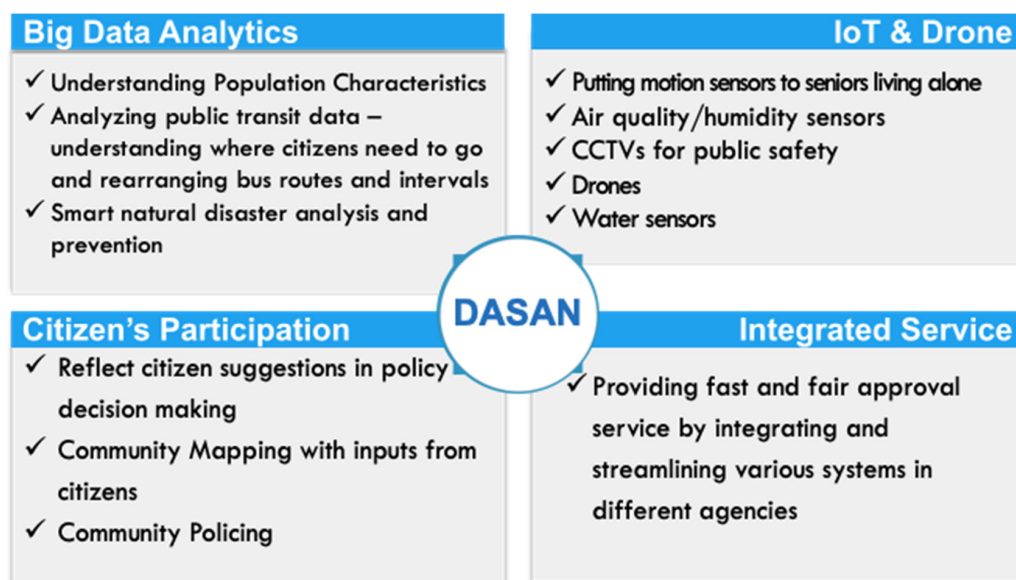 Big Data Analytics
✓ Understanding Population Characteristics
✓ Analyzing public transit data –
understanding where citizens need to go
and rearranging bus routes and intervals
✓ Smart natural disaster analysis and
prevention
IoT & Drone
✓ Putting motion sensors to seniors living alone
✓ Air quality/humidity sensors
✓ CCTVs for public safety
✓ Drones
✓ Water sensors
DASAN
Citizen’s Participation
✓ Reflect citizen suggestions in policy
decision making
✓ Community Mapping with inputs from
citizens
✓ Community Policing
Integrated Service
✓ Providing fast and fair approval
service by integrating and
streamlining various systems in
different agencies